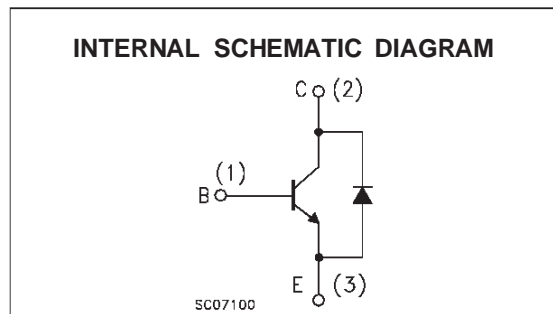 INTERNAL SCHEMATIC DIAGRAM
C (2)
(1)
B
E (3)
SC07100